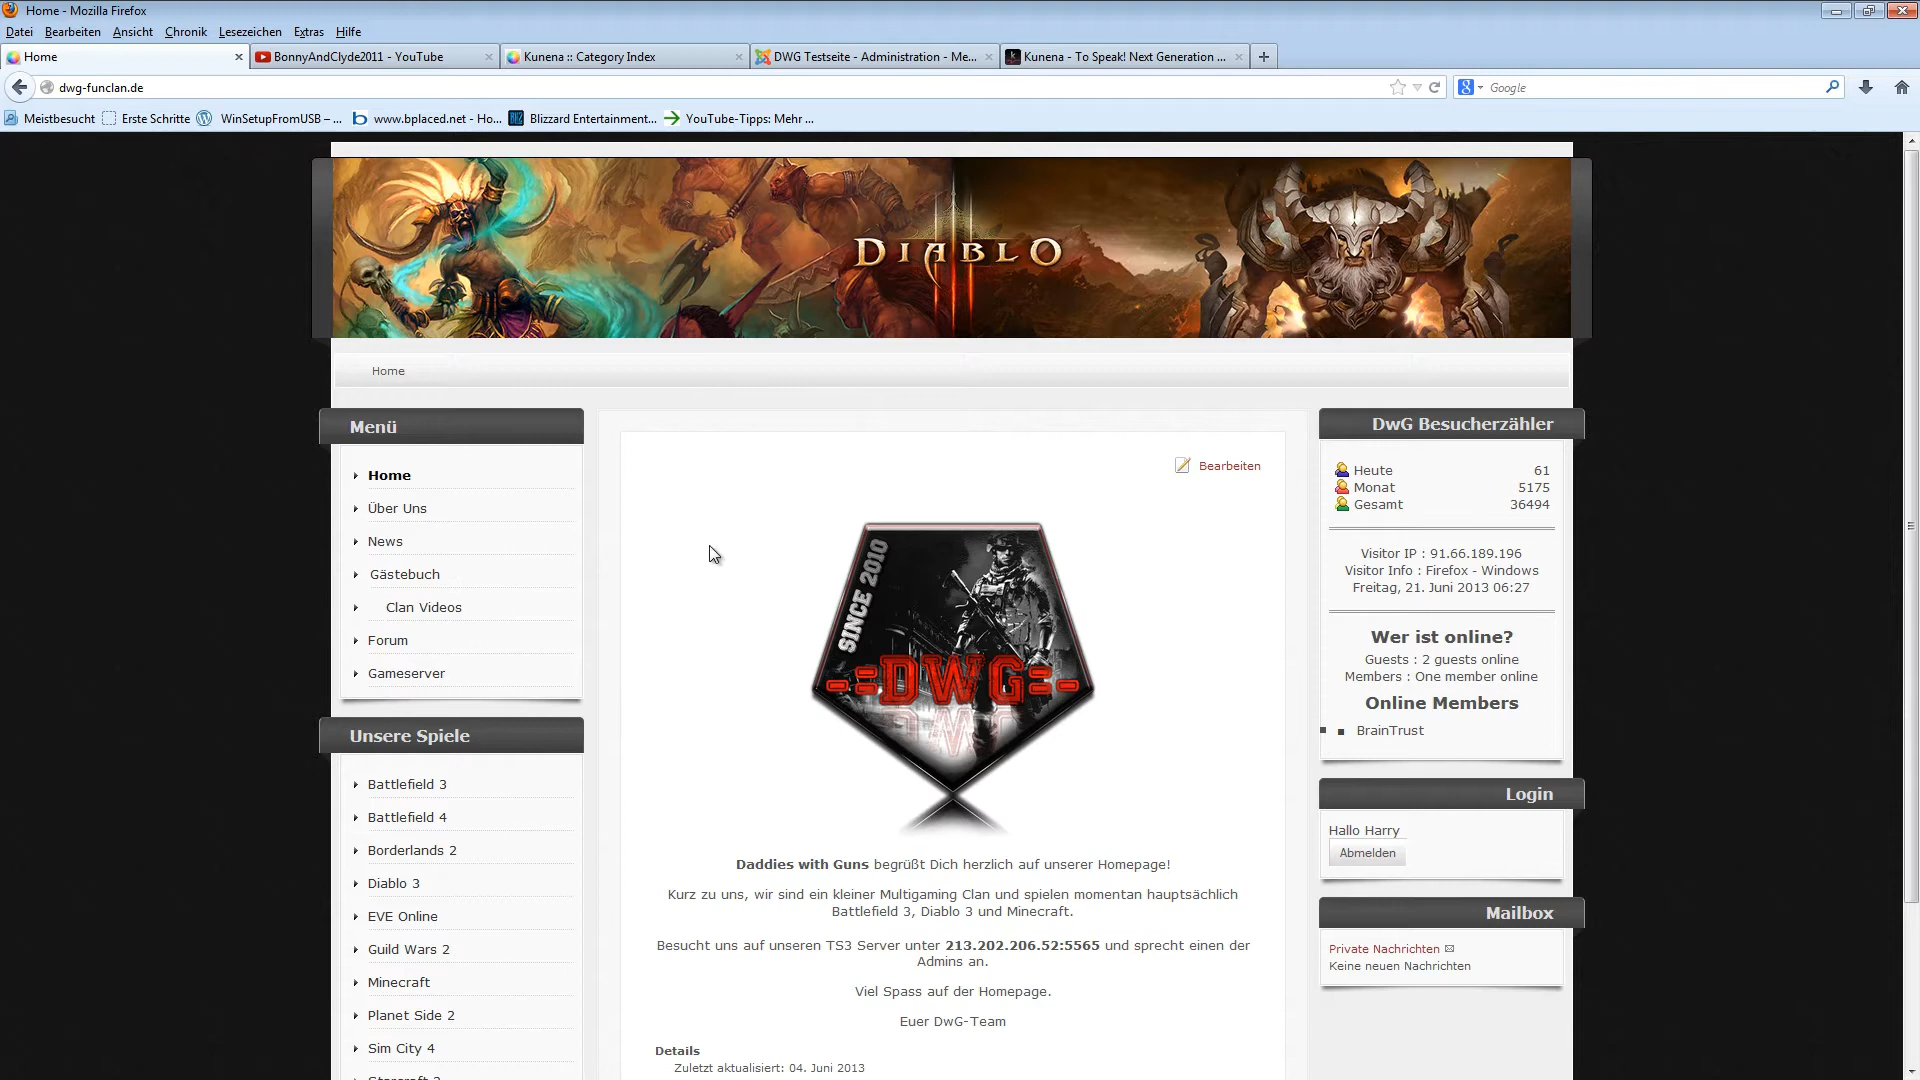 Home - Mozilla Firefox
Datei Bearbeiten Ansicht Chronik Lesezeichen Extras Hilfe
Home
BonnyAndClyde2011 - YouTube
Kunena :: Category Index
DWG Testseite - Administration - Me...
Kunena - To Speak! Next Generation ...
dwg-funclan.de
Google
Meistbesucht
Erste Schritte
WinSetupFromUSB – ...
www.bplaced.net - Ho...
Blizzard Entertainment...
YouTube-Tipps: Mehr ...
DIABLO
Home
Menü
Home
Über Uns
News
Gästebuch
Clan Videos
Forum
Gameserver
Unsere Spiele
Battlefield 3
Battlefield 4
Borderlands 2
Diablo 3
EVE Online
Guild Wars 2
Minecraft
Planet Side 2
Sim City 4
Starcraft 2
Bearbeiten
SINCE 2010
-=DWG=-
Daddies with Guns begrüßt Dich herzlich auf unserer Homepage!
Kurz zu uns, wir sind ein kleiner Multigaming Clan und spielen momentan hauptsächlich
Battlefield 3, Diablo 3 und Minecraft.
Besucht uns auf unseren TS3 Server unter 213.202.206.52:5565 und sprecht einen der
Admins an.
Viel Spass auf der Homepage.
Euer DwG-Team
Details
Zuletzt aktualisiert: 04. Juni 2013
DwG Besucherzähler
Heute 61
Monat 5175
Gesamt 36494
Visitor IP : 91.66.189.196
Visitor Info : Firefox - Windows
Freitag, 21. Juni 2013 06:27
Wer ist online?
Guests : 2 guests online
Members : One member online
Online Members
BrainTrust
Login
Hallo Harry
Abmelden
Mailbox
Private Nachrichten
Keine neuen Nachrichten